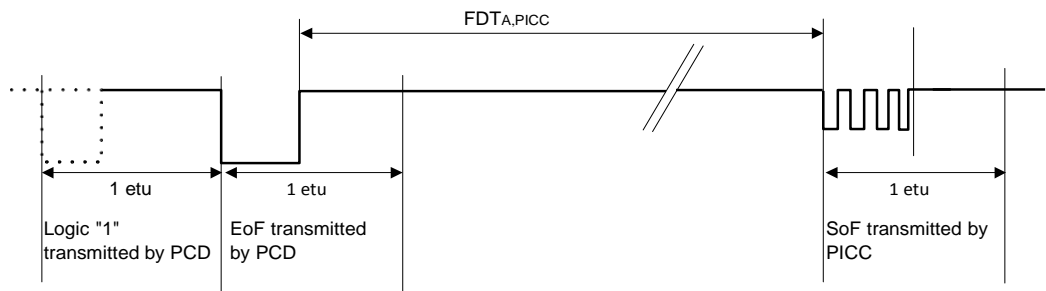 FDTA,PICC
1 etu
1 etu
1 etu
Logic "1"
transmitted by PCD
EoF transmitted
by PCD
SoF transmitted by
PICC